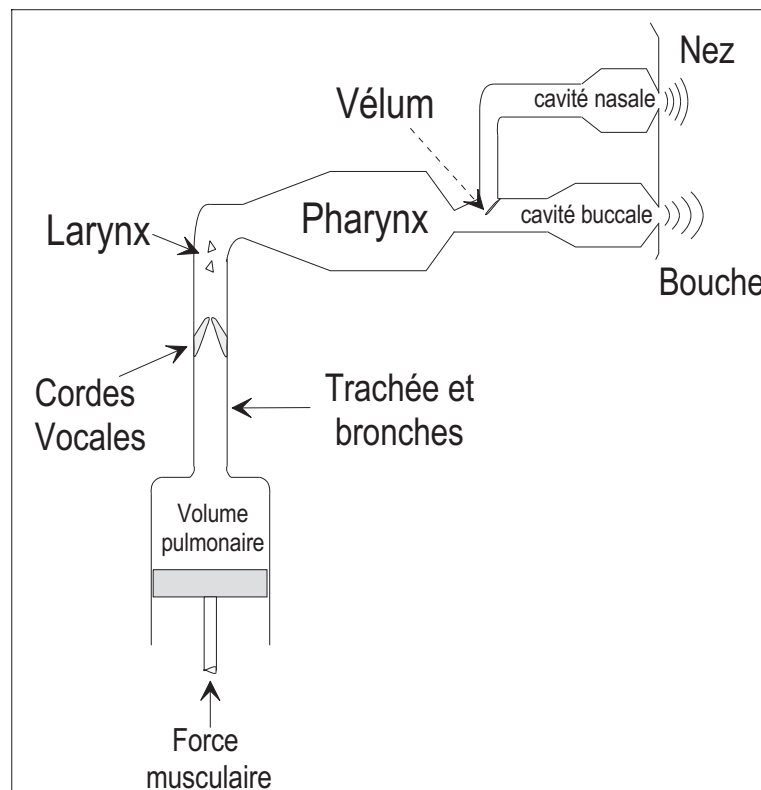 Nez
cavité nasale
Vélum
Pharynx
cavité buccale
Larynx
Bouche
Cordes
Vocales
Trachée et
bronches
Volume
pulmonaire
Force
musculaire